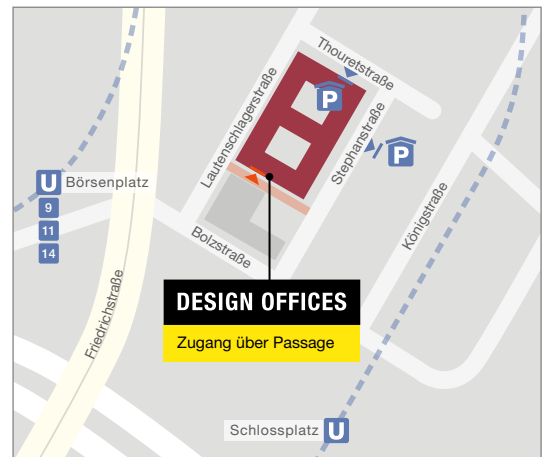 Thouretstraße
P
Lautenschlagerstraße
Stephanstraße
P
U Börsenplatz
9
11
14
Königstraße
Bolzstraße
Friedrichstraße
DESIGN OFFICES
Zugang über Passage
Schlossplatz U